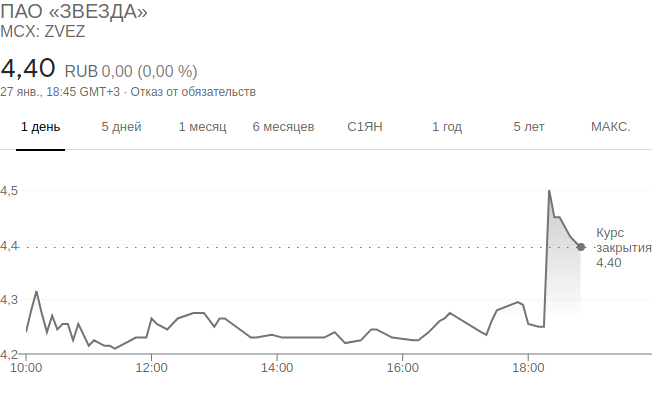 ПАО «ЗВЕЗДА»
MCX: ZVEZ
4,40 RUB 0,00 (0,00 %)
27 янв., 18:45 GMT+3 · Отказ от обязательств
1 день 5 дней 1 месяц 6 месяцев С1ЯН 1 год 5 лет МАКС.
4,5
Курс
4,4 закрытия
4,40
4,3
4,2
10:00 12:00 14:00 16:00 18:00